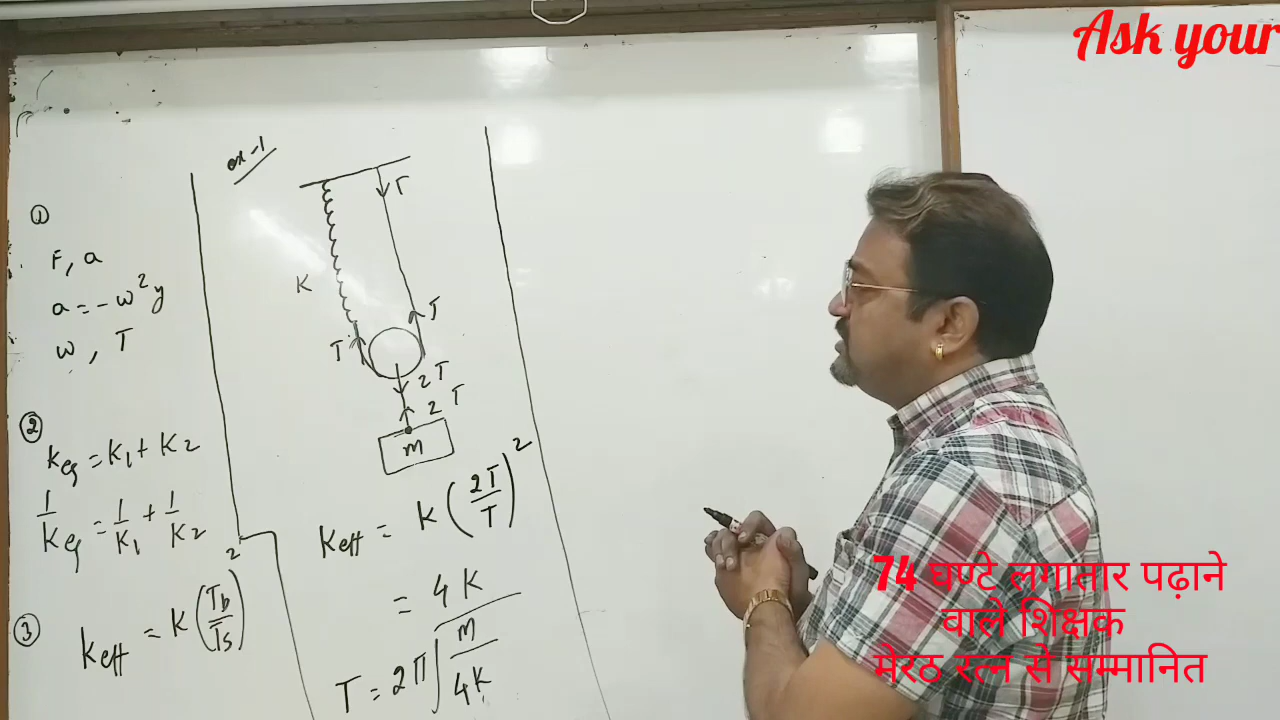 Ask your
①
F, a
a = - ω²y
ω, T
②
Keq = K₁ + K₂
1/Keq = 1/K₁ + 1/K₂
③
Keff = K (Tb/Ts)²
ex-1
T
K
T
T
2T
2T
m
Keff = K (2T/T)²
= 4K
T = 2π√(m/4K)
74 घण्टे लगातार पढ़ाने
वाले शिक्षक
मेरठ रत्न से सम्मानित